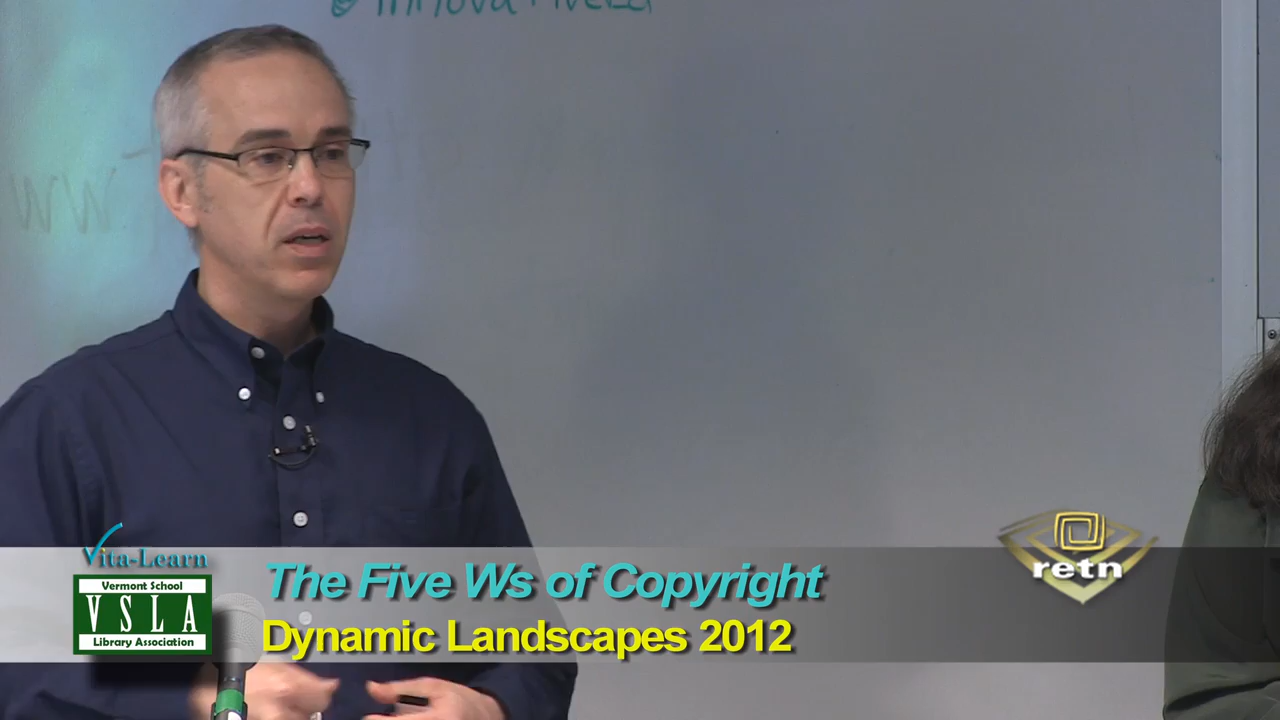 Vita-Learn
Vermont School
VSLA
Library Association
The Five Ws of Copyright
Dynamic Landscapes 2012
retn